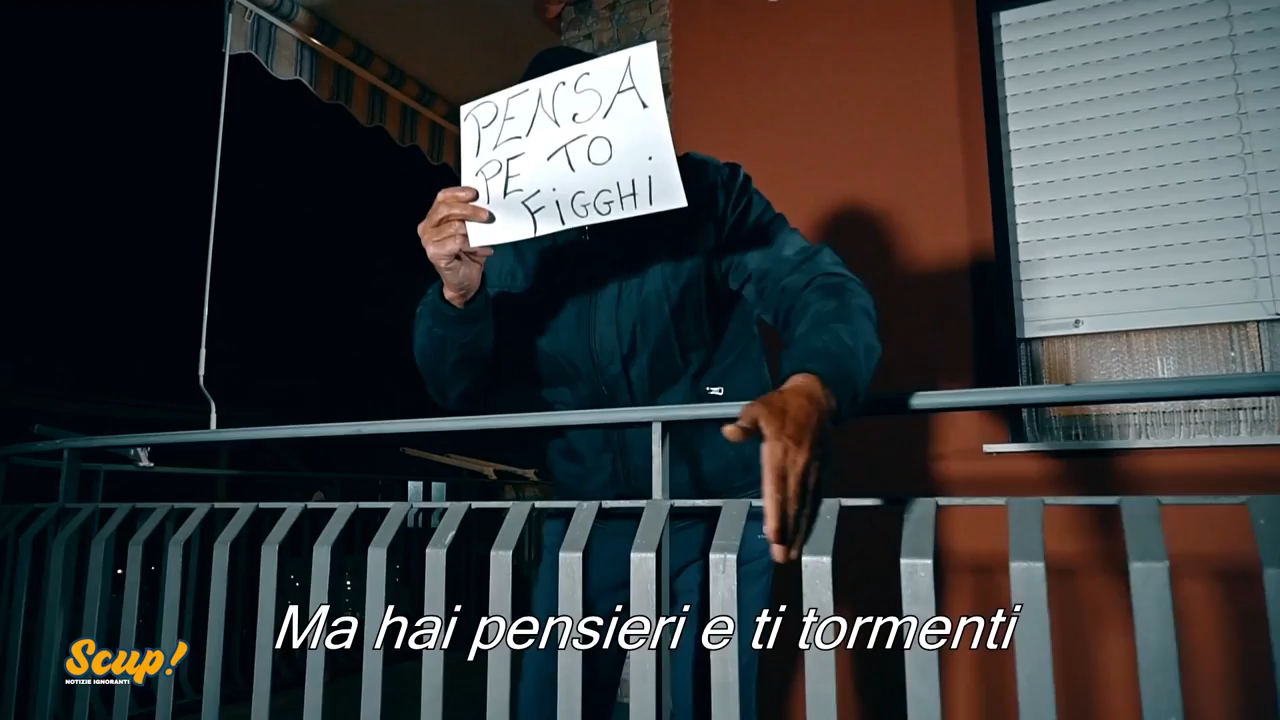 PENSA
PE TO
FiGGHi
Ma hai pensieri e ti tormenti
Scup!
NOTIZIE IGNORANTI